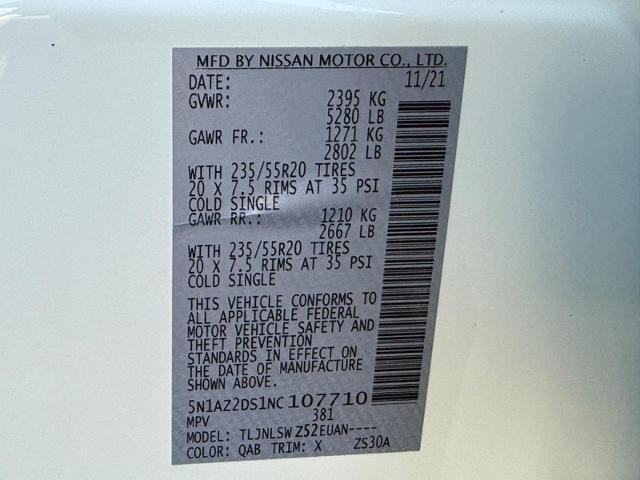 MFD BY NISSAN MOTOR CO., LTD.
DATE: 11/21
GVWR: 2395 KG
5280 LB
GAWR FR.: 1271 KG
2802 LB
WITH 235/55R20 TIRES
20 X 7.5 RIMS AT 35 PSI
COLD SINGLE
GAWR RR.: 1210 KG
2667 LB
WITH 235/55R20 TIRES
20 X 7.5 RIMS AT 35 PSI
COLD SINGLE
THIS VEHICLE CONFORMS TO
ALL APPLICABLE FEDERAL
MOTOR VEHICLE SAFETY AND
THEFT PREVENTION
STANDARDS IN EFFECT ON
THE DATE OF MANUFACTURE
SHOWN ABOVE.
5N1AZ2DS1NC107710
MPV 381
MODEL: TLJNLSW Z52EUAN----
COLOR: QAB TRIM: X ZS30A